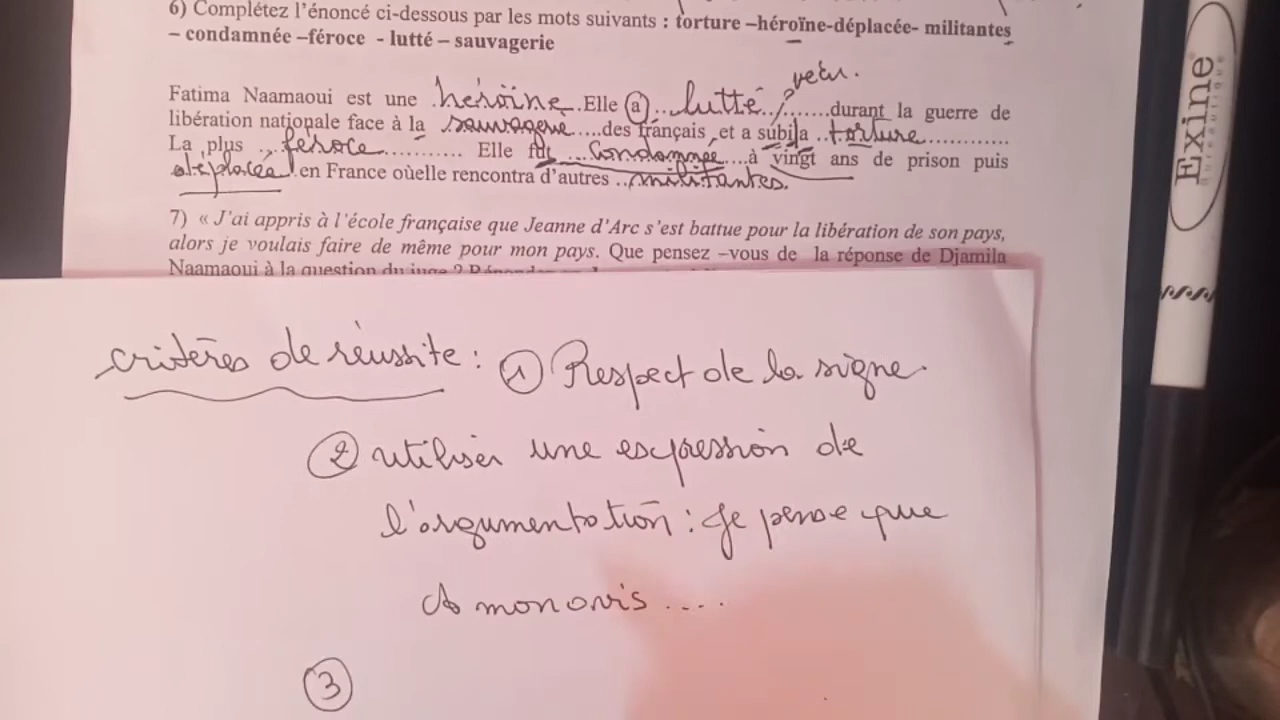 6) Complétez l'énoncé ci-dessous par les mots suivants : torture –héroïne-déplacée- militantes
– condamnée –féroce - lutté – sauvagerie
vécu.
Fatima Naamaoui est une héroïne. Elle a lutté / ........durant la guerre de
libération nationale face à la sauvagerie ....des français et a subila ..torture..............
La plus ...féroce........... Elle fut ....Condamnée....à vingt ans de prison puis
déplacée en France oùelle rencontra d'autres ..militantes.
7) « J'ai appris à l'école française que Jeanne d'Arc s'est battue pour la libération de son pays,
alors je voulais faire de même pour mon pays. Que pensez –vous de la réponse de Djamila
Naamaoui à la question du juge ?
critères de réussite : ① Respect de la signe.
② utiliser une expression de
l'argumentation : Je pense que
A mon avis ....
③
Exine